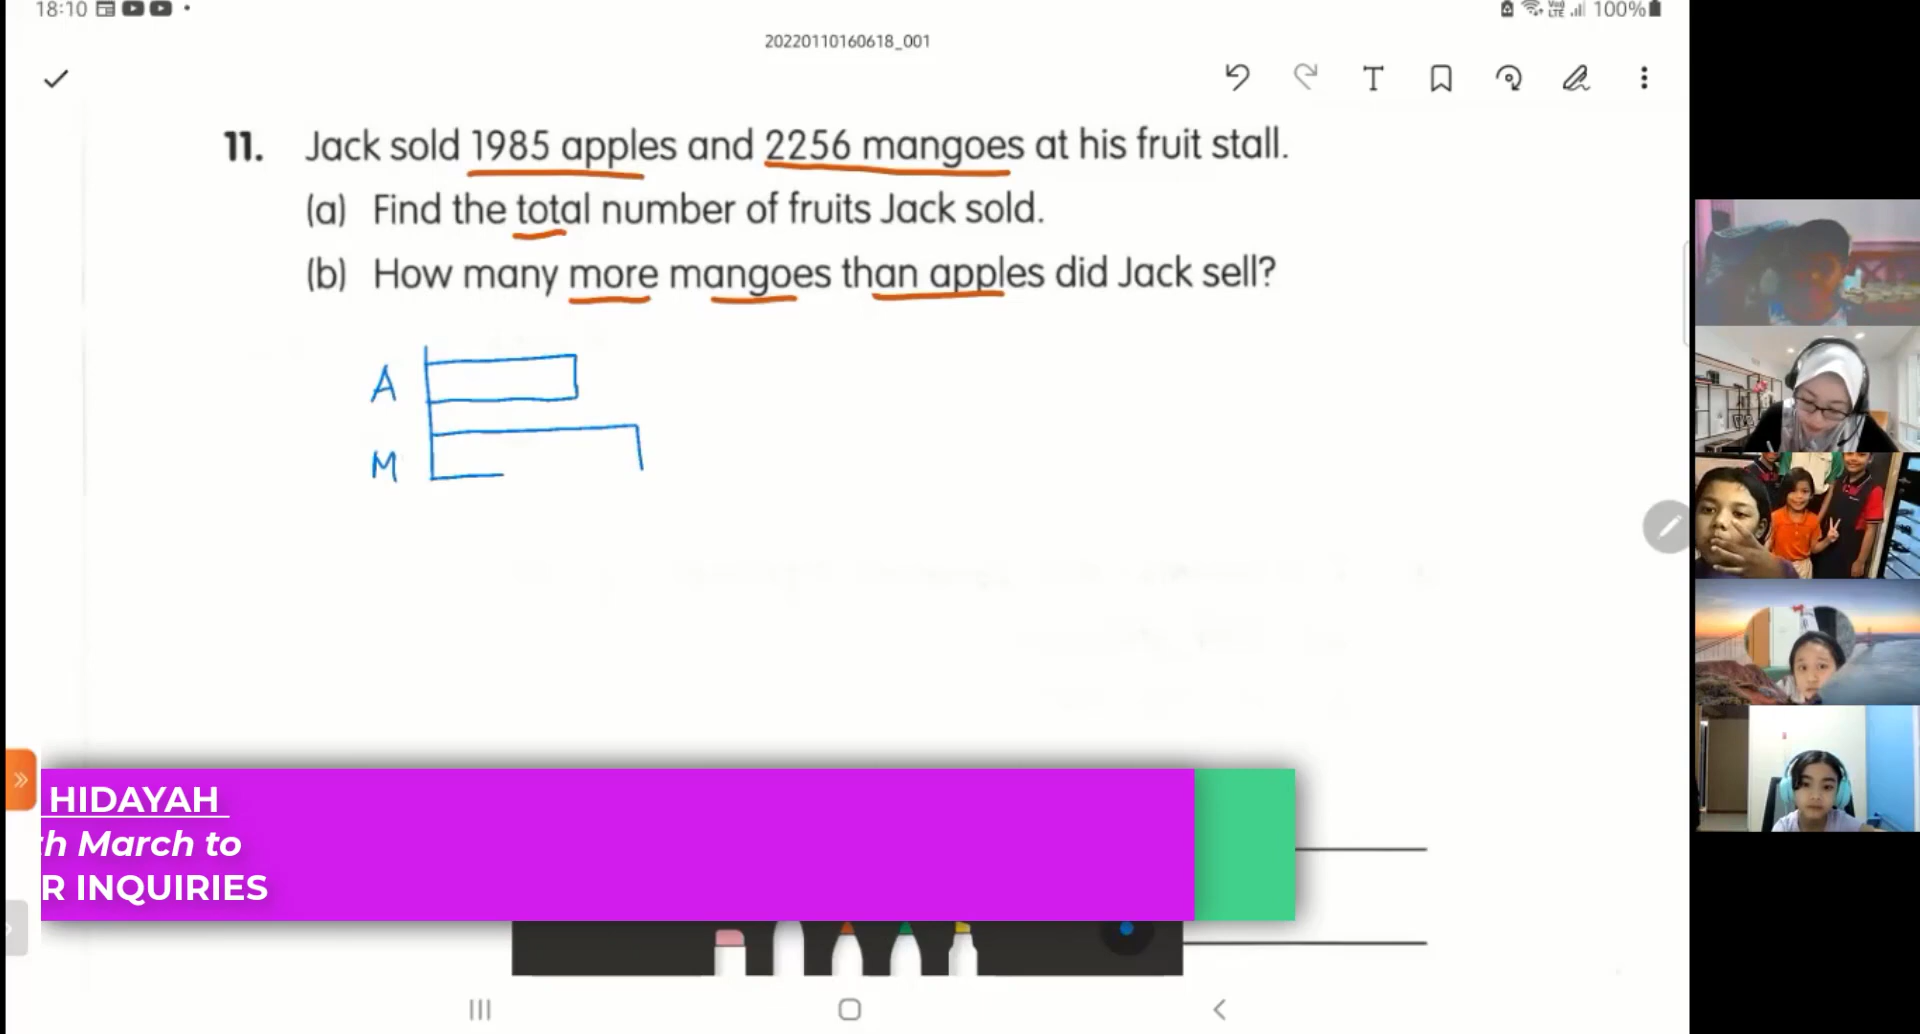 18:10
100%
20220110160618_001
T
11. Jack sold 1985 apples and 2256 mangoes at his fruit stall.
(a) Find the total number of fruits Jack sold.
(b) How many more mangoes than apples did Jack sell?
A
M
HIDAYAH
h March to
R INQUIRIES